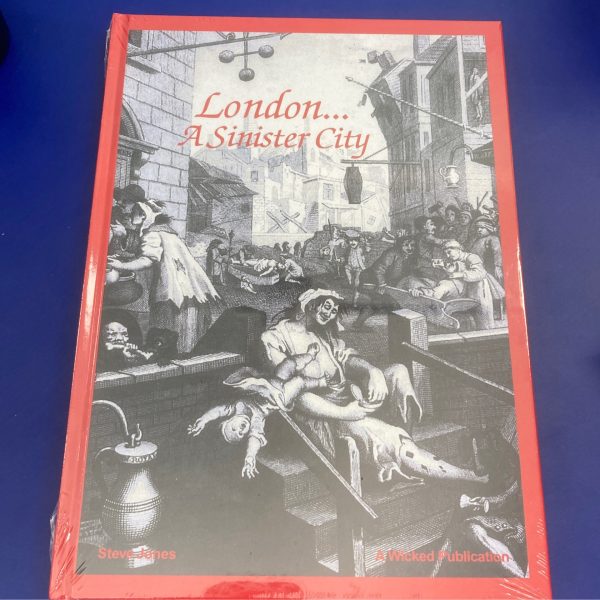 London...
A Sinister City
Steve Jones
A Wicked Publication